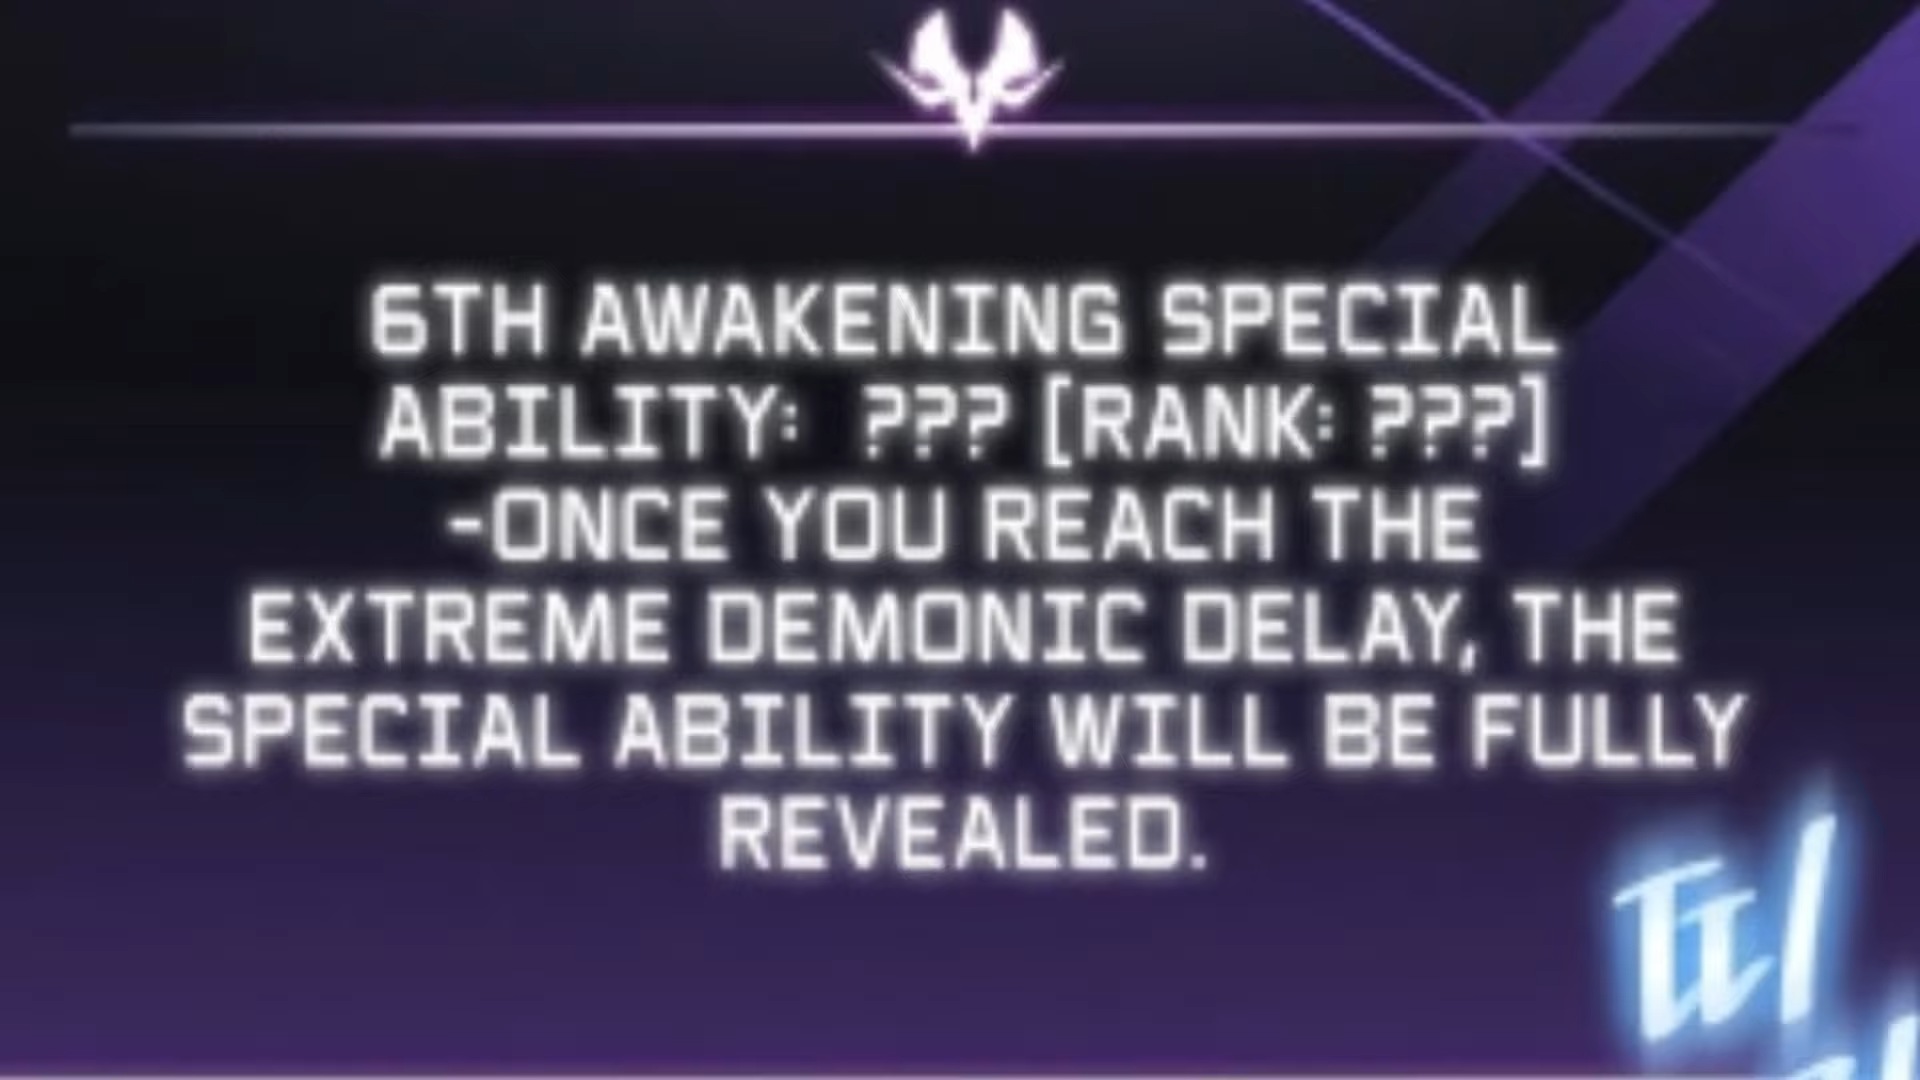 6TH AWAKENING SPECIAL
ABILITY: ??? [RANK: ???]
-ONCE YOU REACH THE
EXTREME DEMONIC DELAY, THE
SPECIAL ABILITY WILL BE FULLY
REVEALED.